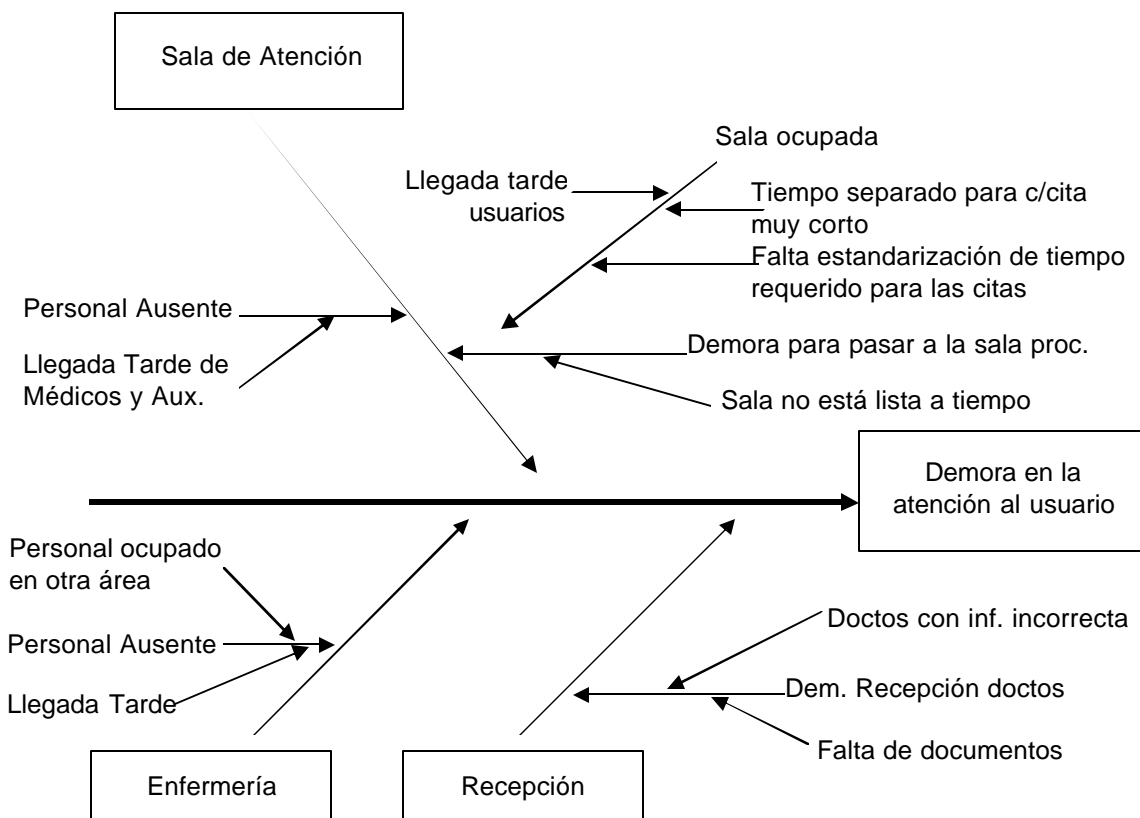 Sala de Atención
Sala ocupada
Llegada tarde
usuarios
Tiempo separado para c/cita
muy corto
Falta estandarización de tiempo
requerido para las citas
Personal Ausente
Llegada Tarde de
Médicos y Aux.
Demora para pasar a la sala proc.
Sala no está lista a tiempo
Demora en la
atención al usuario
Personal ocupado
en otra área
Personal Ausente
Llegada Tarde
Doctos con inf. incorrecta
Dem. Recepción doctos
Falta de documentos
Enfermería
Recepción